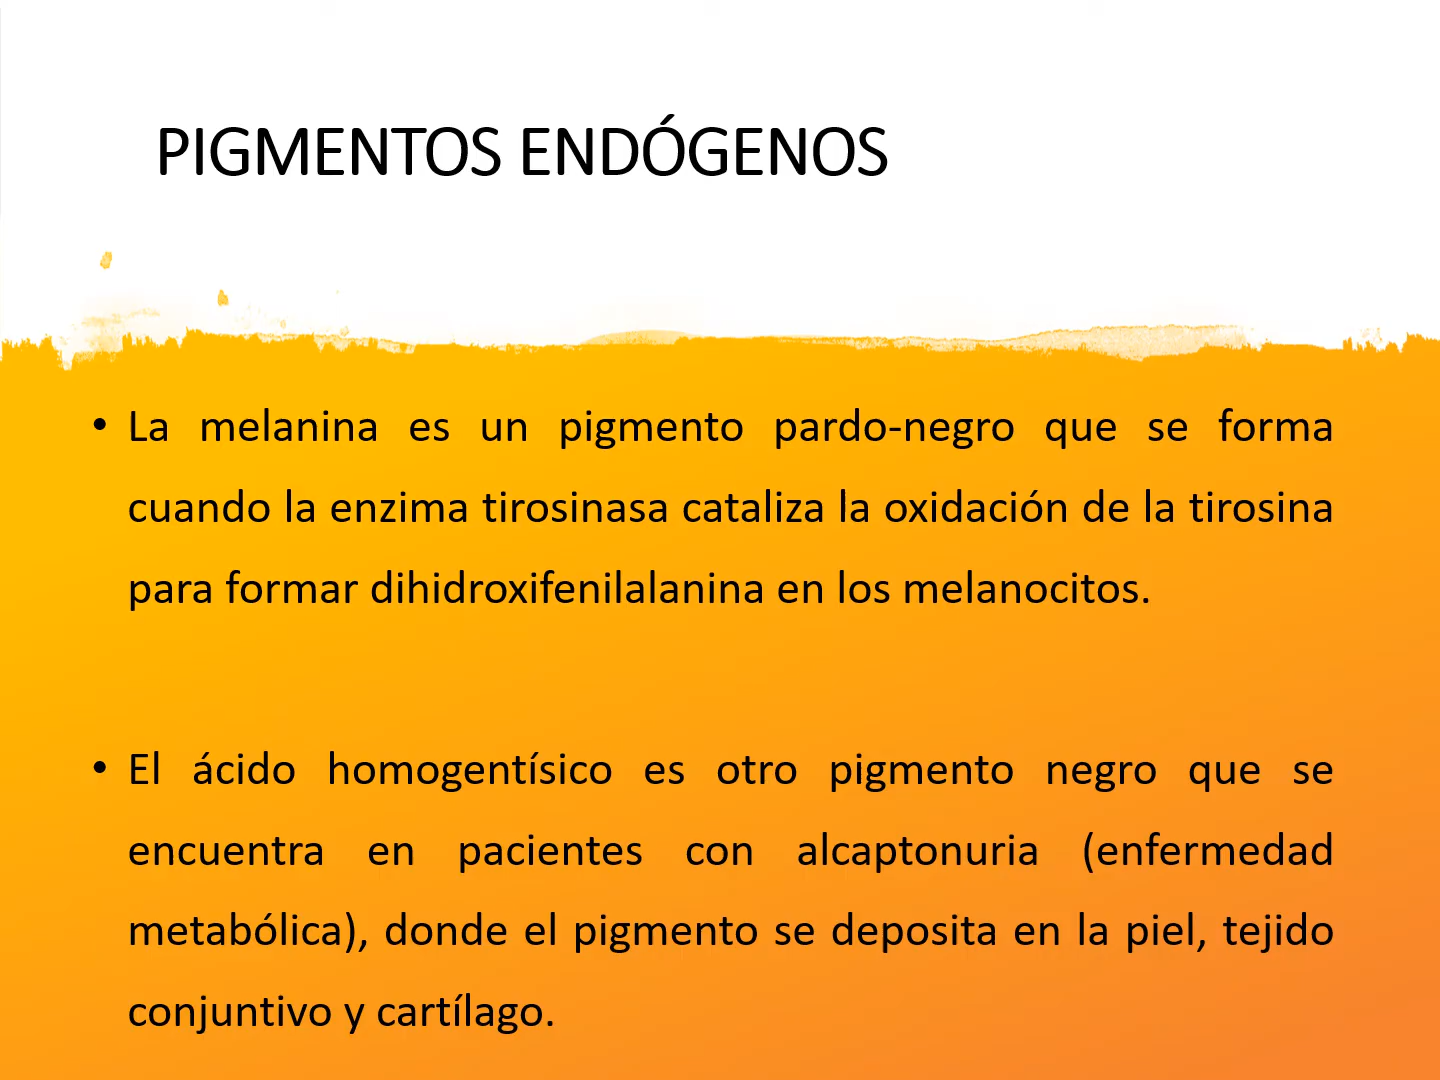 PIGMENTOS ENDÓGENOS
• La melanina es un pigmento pardo-negro que se forma
cuando la enzima tirosinasa cataliza la oxidación de la tirosina
para formar dihidroxifenilalanina en los melanocitos.
• El ácido homogentísico es otro pigmento negro que se
encuentra en pacientes con alcaptonuria (enfermedad
metabólica), donde el pigmento se deposita en la piel, tejido
conjuntivo y cartílago.